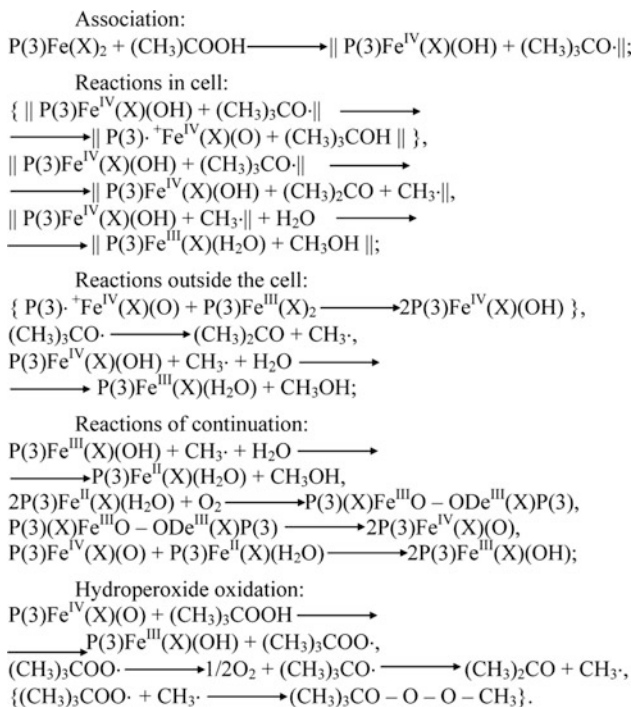 Association:
P(3)Fe(X)₂ + (CH₃)COOH ⟶ || P(3)Feᴵⱽ(X)(OH) + (CH₃)₃CO·||;
Reactions in cell:
{ || P(3)Feᴵⱽ(X)(OH) + (CH₃)₃CO·|| ⟶
⟶ || P(3)· ⁺Feᴵⱽ(X)(O) + (CH₃)₃COH || },
|| P(3)Feᴵⱽ(X)(OH) + (CH₃)₃CO·|| ⟶
⟶ || P(3)Feᴵⱽ(X)(OH) + (CH₃)₂CO + CH₃·||,
|| P(3)Feᴵⱽ(X)(OH) + CH₃·|| + H₂O ⟶
⟶ || P(3)Feᴵᴵᴵ(X)(H₂O) + CH₃OH ||;
Reactions outside the cell:
{ P(3)· ⁺Feᴵⱽ(X)(O) + P(3)Feᴵᴵᴵ(X)₂ ⟶ 2P(3)Feᴵⱽ(X)(OH) },
(CH₃)₃CO· ⟶ (CH₃)₂CO + CH₃·,
P(3)Feᴵⱽ(X)(OH) + CH₃· + H₂O ⟶
⟶ P(3)Feᴵᴵᴵ(X)(H₂O) + CH₃OH;
Reactions of continuation:
P(3)Feᴵᴵᴵ(X)(OH) + CH₃· + H₂O ⟶
⟶ P(3)Feᴵᴵ(X)(H₂O) + CH₃OH,
2P(3)Feᴵᴵ(X)(H₂O) + O₂ ⟶ P(3)(X)FeᴵᴵᴵO – ODeᴵᴵᴵ(X)P(3),
P(3)(X)FeᴵᴵᴵO – ODeᴵᴵᴵ(X)P(3) ⟶ 2P(3)Feᴵⱽ(X)(O),
P(3)Feᴵⱽ(X)(O) + P(3)Feᴵᴵ(X)(H₂O) ⟶ 2P(3)Feᴵᴵᴵ(X)(OH);
Hydroperoxide oxidation:
P(3)Feᴵⱽ(X)(O) + (CH₃)₃COOH ⟶
⟶ P(3)Feᴵᴵᴵ(X)(OH) + (CH₃)₃COO·,
(CH₃)₃COO· ⟶ 1/2O₂ + (CH₃)₃CO· ⟶ (CH₃)₂CO + CH₃·,
{(CH₃)₃COO· + CH₃· ⟶ (CH₃)₃CO – O – O – CH₃}.